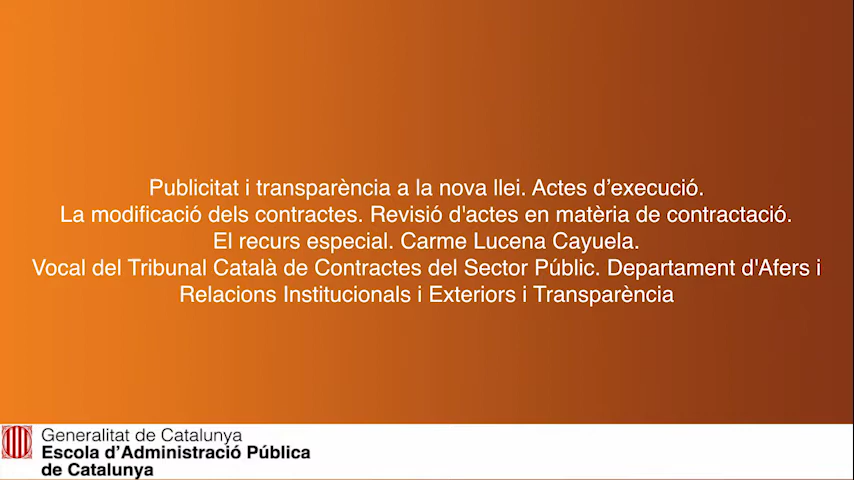 Publicitat i transparència a la nova llei. Actes d’execució.
La modificació dels contractes. Revisió d'actes en matèria de contractació.
El recurs especial. Carme Lucena Cayuela.
Vocal del Tribunal Català de Contractes del Sector Públic. Departament d'Afers i
Relacions Institucionals i Exteriors i Transparència
Generalitat de Catalunya
Escola d’Administració Pública
de Catalunya